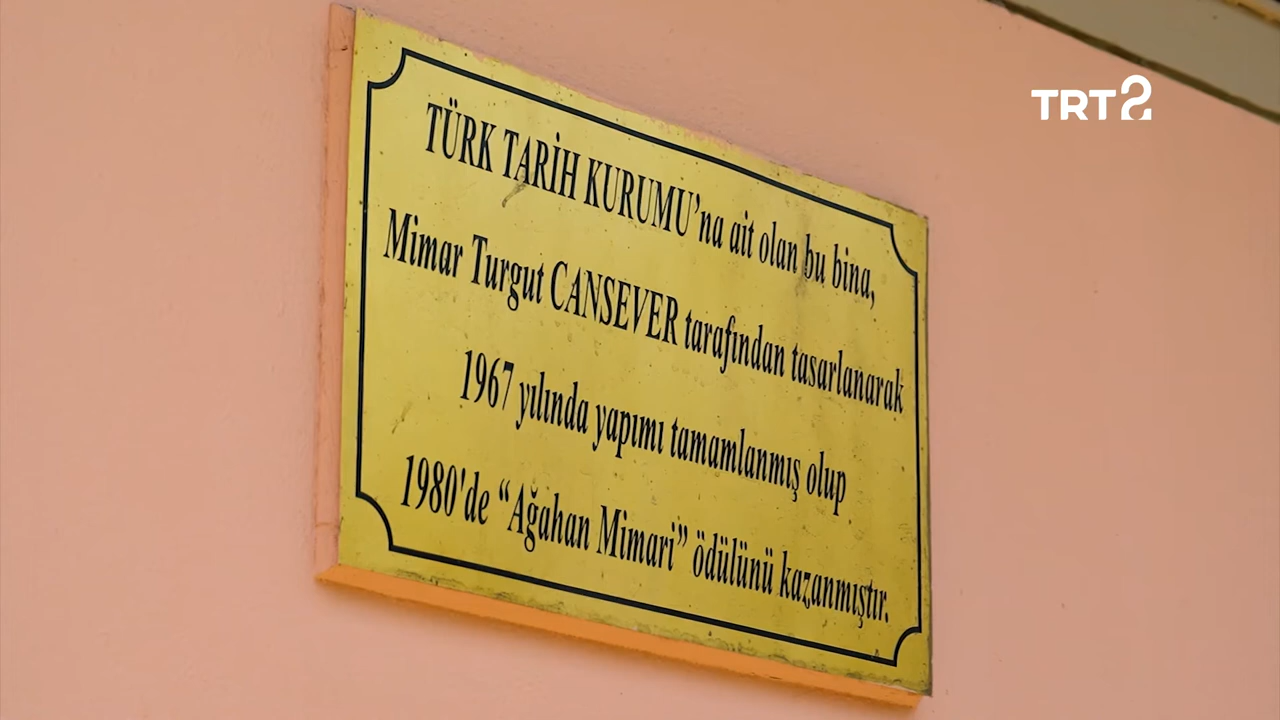 TRT2
TÜRK TARİH KURUMU’na ait olan bu bina,
Mimar Turgut CANSEVER tarafından tasarlanarak
1967 yılında yapımı tamamlanmış olup
1980'de “Ağahan Mimari” ödülünü kazanmıştır.